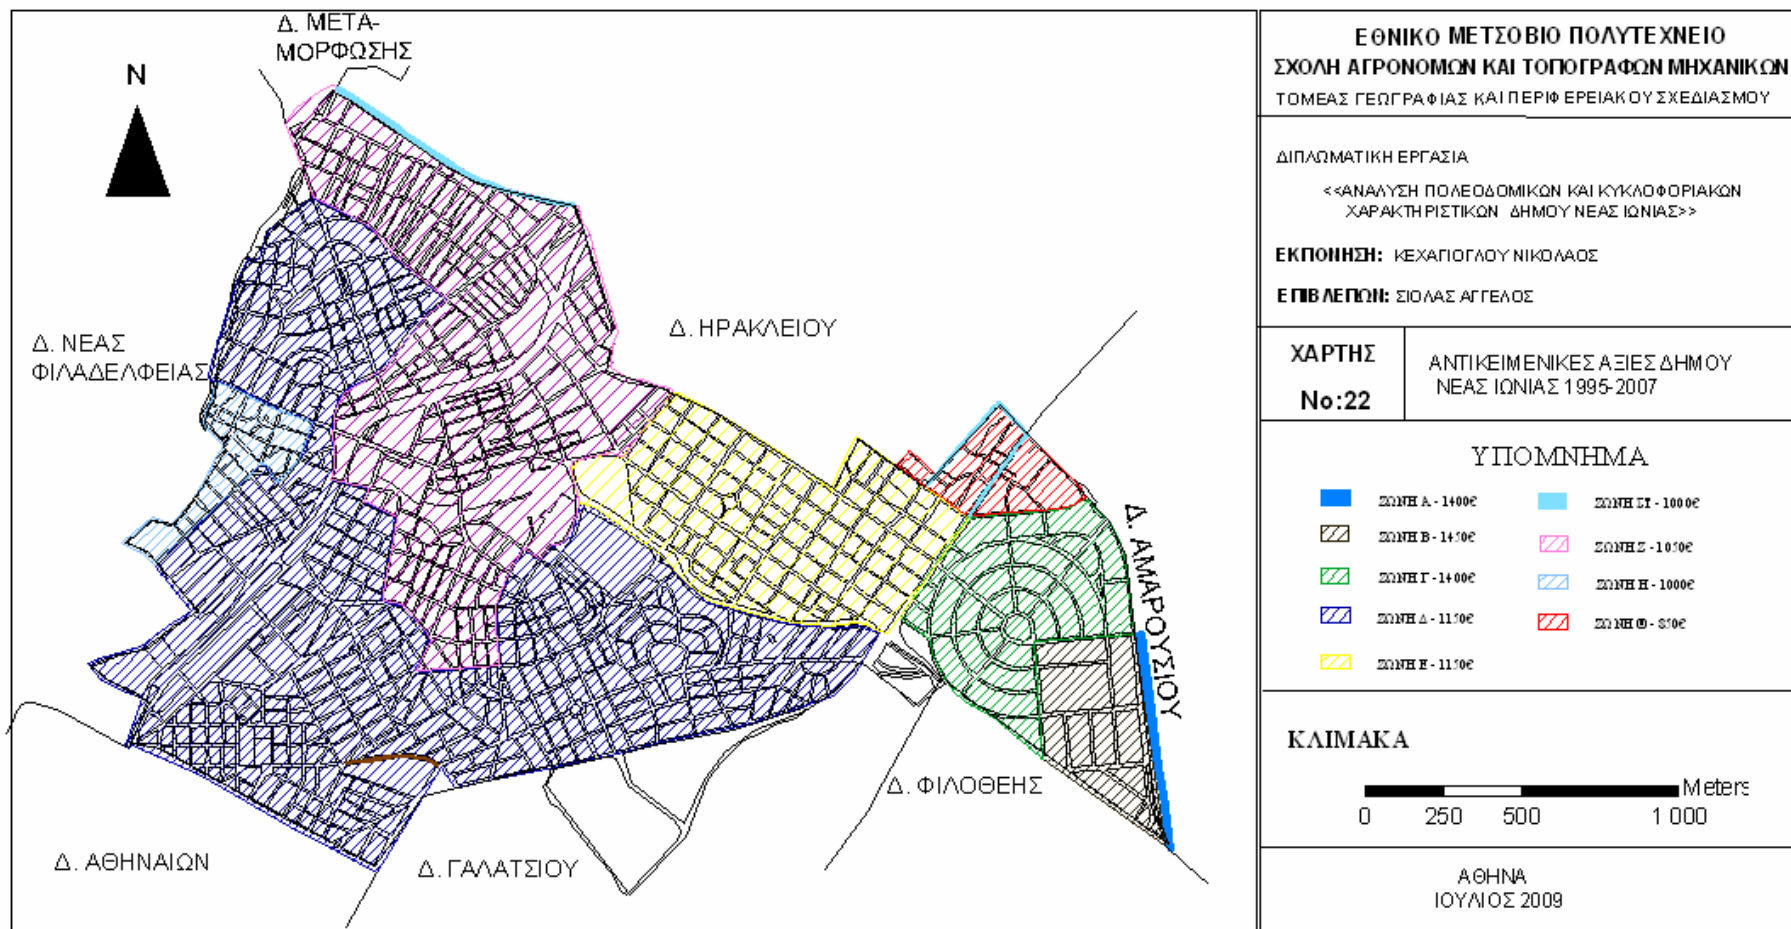 Δ. ΜΕΤΑ-
ΜΟΡΦΩΣΗΣ
N
Δ. ΝΕΑΣ
ΦΙΛΑΔΕΛΦΕΙΑΣ
Δ. ΗΡΑΚΛΕΙΟΥ
Δ. ΑΜΑΡΟΥΣΙΟΥ
Δ. ΦΙΛΟΘΕΗΣ
Δ. ΑΘΗΝΑΙΩΝ
Δ. ΓΑΛΑΤΣΙΟΥ
ΕΘΝΙΚΟ ΜΕΤΣΟΒΙΟ ΠΟΛΥΤΕΧΝΕΙΟ
ΣΧΟΛΗ ΑΓΡΟΝΟΜΩΝ ΚΑΙ ΤΟΠΟΓΡΑΦΩΝ ΜΗΧΑΝΙΚΩΝ
ΤΟΜΕΑΣ ΓΕΩΓΡΑΦΙΑΣ ΚΑΙ ΠΕΡΙΦΕΡΕΙΑΚΟΥ ΣΧΕΔΙΑΣΜΟΥ
ΔΙΠΛΩΜΑΤΙΚΗ ΕΡΓΑΣΙΑ
<<ΑΝΑΛΥΣΗ ΠΟΛΕΟΔΟΜΙΚΩΝ ΚΑΙ ΚΥΚΛΟΦΟΡΙΑΚΩΝ
ΧΑΡΑΚΤΗΡΙΣΤΙΚΩΝ ΔΗΜΟΥ ΝΕΑΣ ΙΩΝΙΑΣ>>
ΕΚΠΟΝΗΣΗ: ΚΕΧΑΓΙΟΓΛΟΥ ΝΙΚΟΛΑΟΣ
ΕΠΙΒΛΕΠΩΝ: ΣΙΟΛΑΣ ΑΓΓΕΛΟΣ
ΧΑΡΤΗΣ
Νο:22
ΑΝΤΙΚΕΙΜΕΝΙΚΕΣ ΑΞΙΕΣ ΔΗΜΟΥ
ΝΕΑΣ ΙΩΝΙΑΣ 1995-2007
ΥΠΟΜΝΗΜΑ
ΖΩΝΗ Α - 1400€
ΖΩΝΗ Β - 1450€
ΖΩΝΗ Γ - 1400€
ΖΩΝΗ Δ - 1150€
ΖΩΝΗ Ε - 1150€
ΖΩΝΗ ΣΤ - 1000€
ΖΩΝΗ Ζ - 1050€
ΖΩΝΗ Η - 1000€
ΖΩΝΗ Θ - 850€
ΚΛΙΜΑΚΑ
Meters
0 250 500 1 000
ΑΘΗΝΑ
ΙΟΥΛΙΟΣ 2009